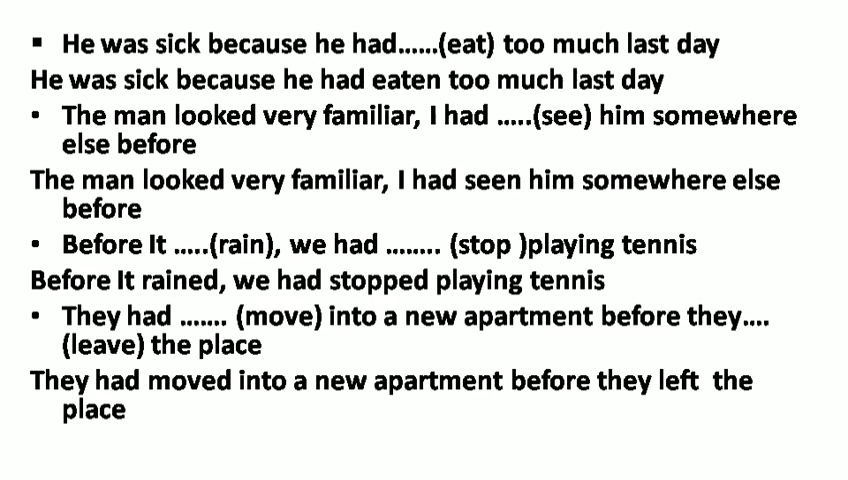 ▪ He was sick because he had......(eat) too much last day
He was sick because he had eaten too much last day
• The man looked very familiar, I had .....(see) him somewhere
else before
The man looked very familiar, I had seen him somewhere else
before
• Before It .....(rain), we had ........ (stop )playing tennis
Before It rained, we had stopped playing tennis
• They had ....... (move) into a new apartment before they....
(leave) the place
They had moved into a new apartment before they left the
place